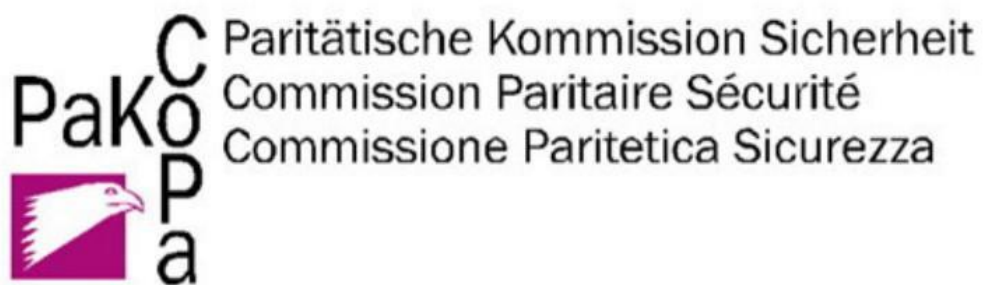 Paritätische Kommission Sicherheit
Commission Paritaire Sécurité
Commissione Paritetica Sicurezza
PaKo
CoPa